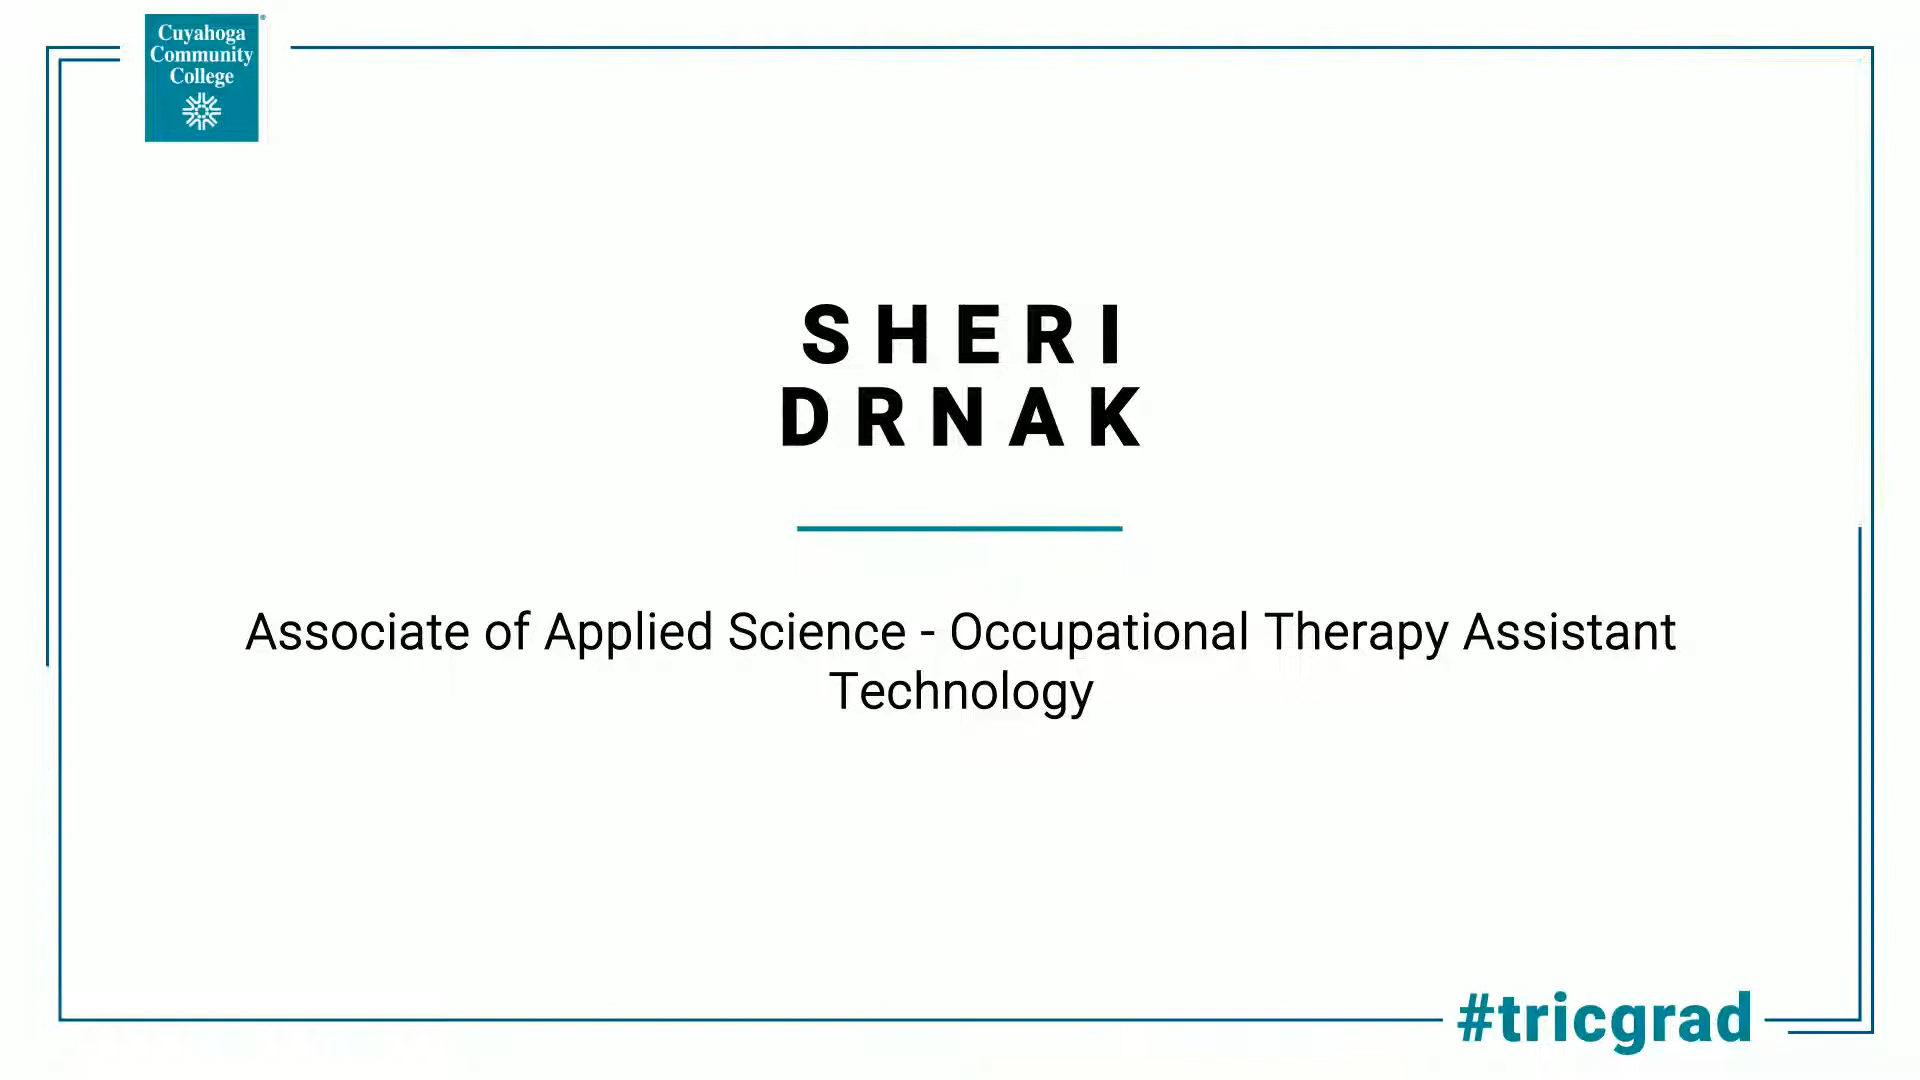 Cuyahoga
Community
College
SHERI
DRNAK
Associate of Applied Science - Occupational Therapy Assistant
Technology
#tricgrad